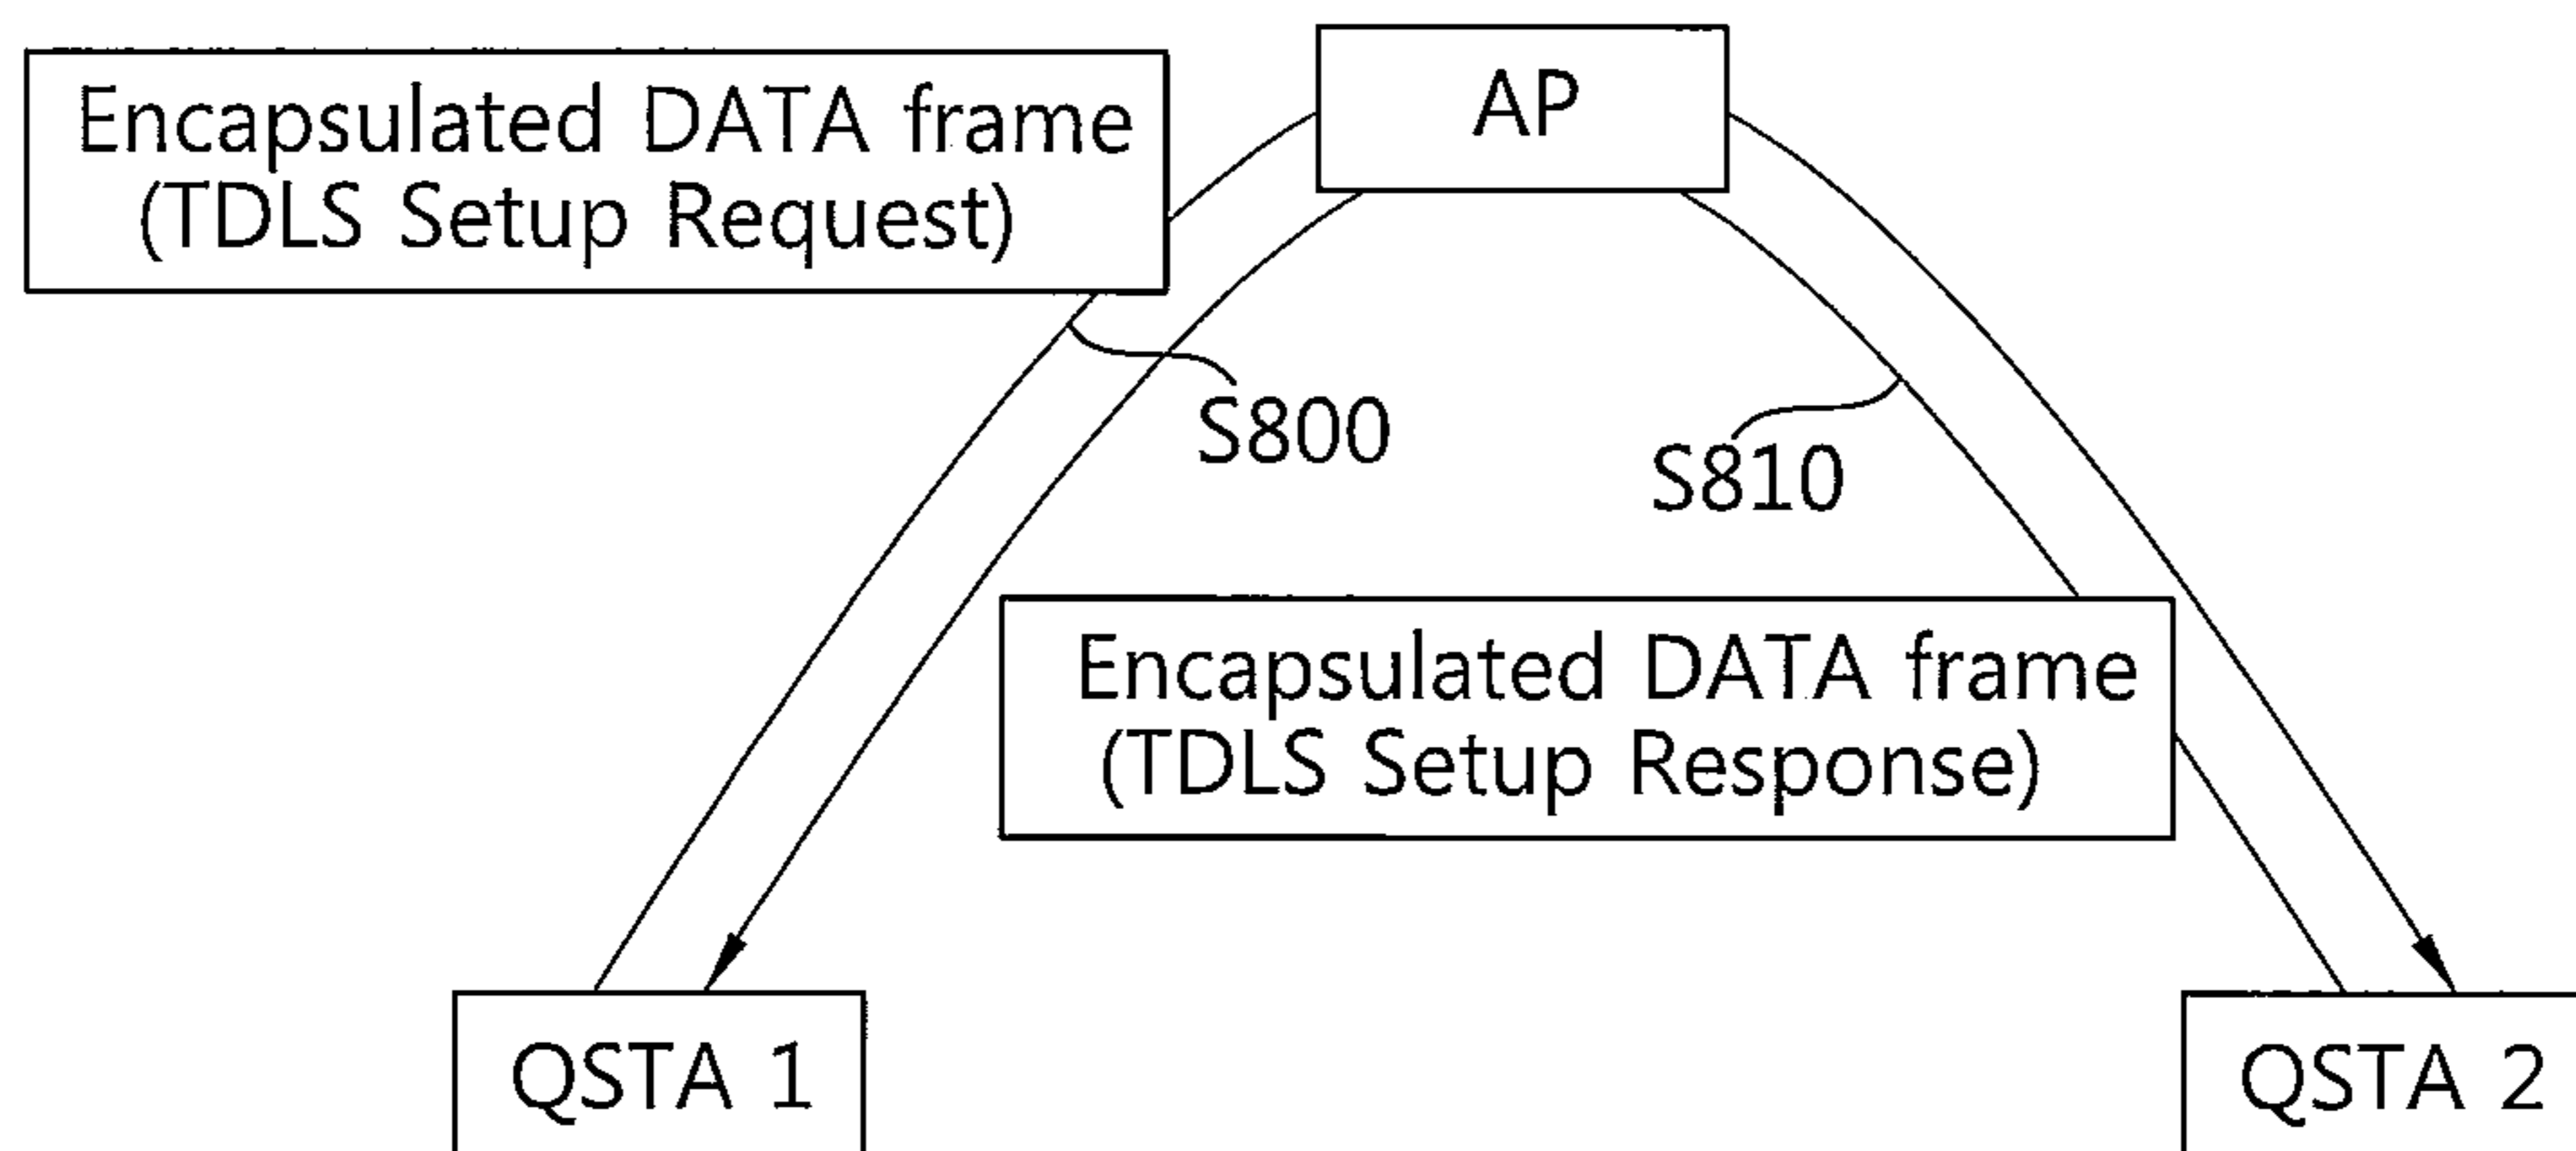 AP
Encapsulated DATA frame
(TDLS Setup Request)
S800
S810
Encapsulated DATA frame
(TDLS Setup Response)
QSTA 1
QSTA 2